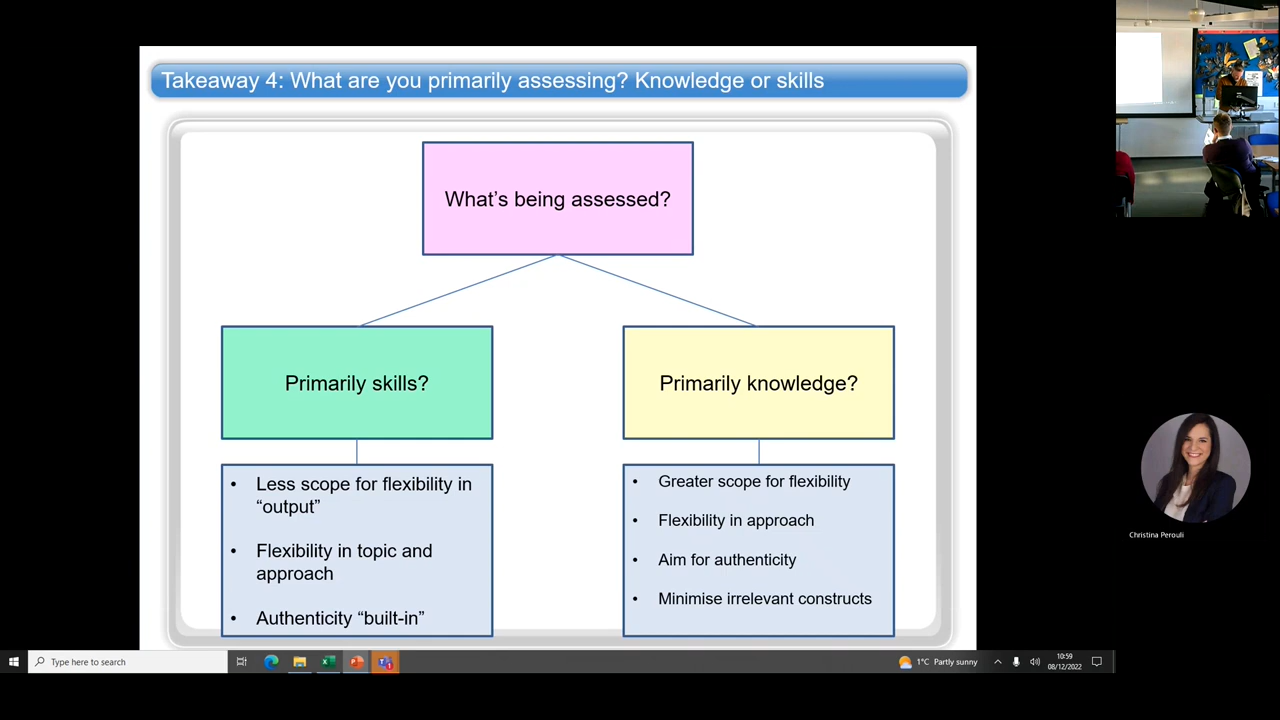 Takeaway 4: What are you primarily assessing? Knowledge or skills
What's being assessed?
Primarily skills?
Primarily knowledge?
• Less scope for flexibility in
“output”
• Flexibility in topic and
approach
• Authenticity “built-in”
• Greater scope for flexibility
• Flexibility in approach
• Aim for authenticity
• Minimise irrelevant constructs
Christina Perouli
Type here to search
1°C Partly sunny
10:59
08/12/2022